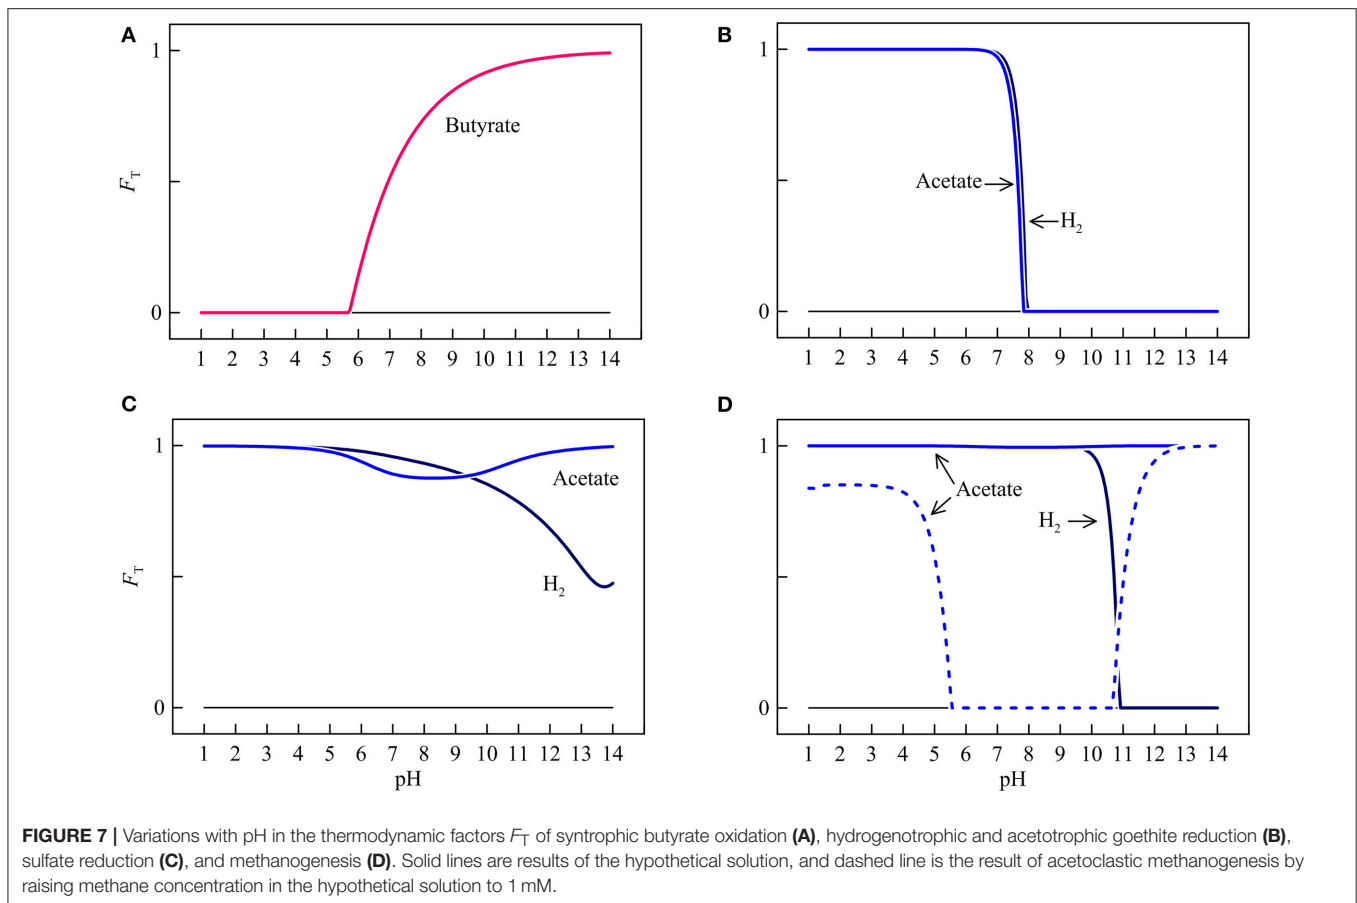 A
1
Butyrate
F_T
0
1 2 3 4 5 6 7 8 9 10 11 12 13 14
B
1
Acetate
H2
0
1 2 3 4 5 6 7 8 9 10 11 12 13 14
C
1
Acetate
F_T
H2
0
1 2 3 4 5 6 7 8 9 10 11 12 13 14
pH
D
1
Acetate
H2
0
1 2 3 4 5 6 7 8 9 10 11 12 13 14
pH
FIGURE 7 | Variations with pH in the thermodynamic factors F_T of syntrophic butyrate oxidation (A), hydrogenotrophic and acetotrophic goethite reduction (B),
sulfate reduction (C), and methanogenesis (D). Solid lines are results of the hypothetical solution, and dashed line is the result of acetoclastic methanogenesis by
raising methane concentration in the hypothetical solution to 1 mM.